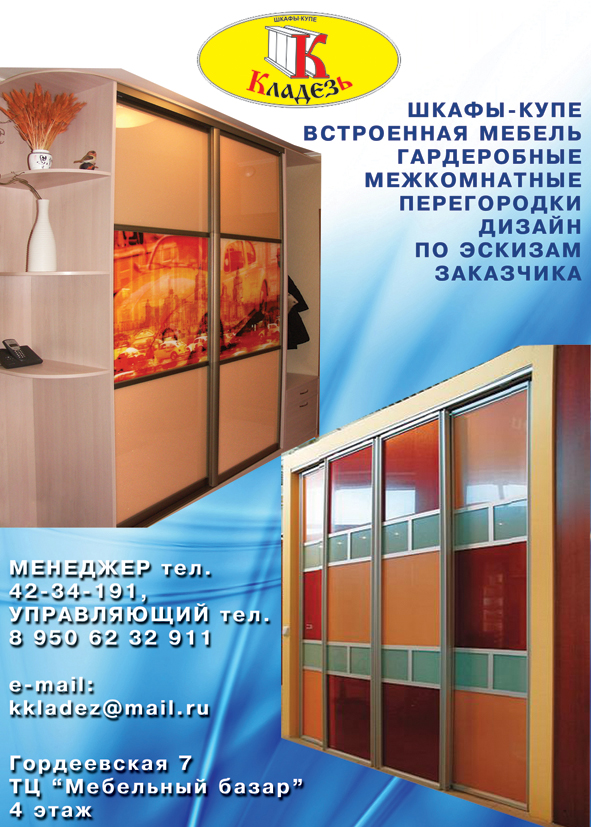 ШКАФЫ-КУПЕ
К
Кладезь
ШКАФЫ-КУПЕ
ВСТРОЕННАЯ МЕБЕЛЬ
ГАРДЕРОБНЫЕ
МЕЖКОМНАТНЫЕ
ПЕРЕГОРОДКИ
ДИЗАЙН
ПО ЭСКИЗАМ
ЗАКАЗЧИКА
МЕНЕДЖЕР тел.
42-34-191,
УПРАВЛЯЮЩИЙ тел.
8 950 62 32 911
e-mail:
kkladez@mail.ru
Гордеевская 7
ТЦ “Мебельный базар”
4 этаж